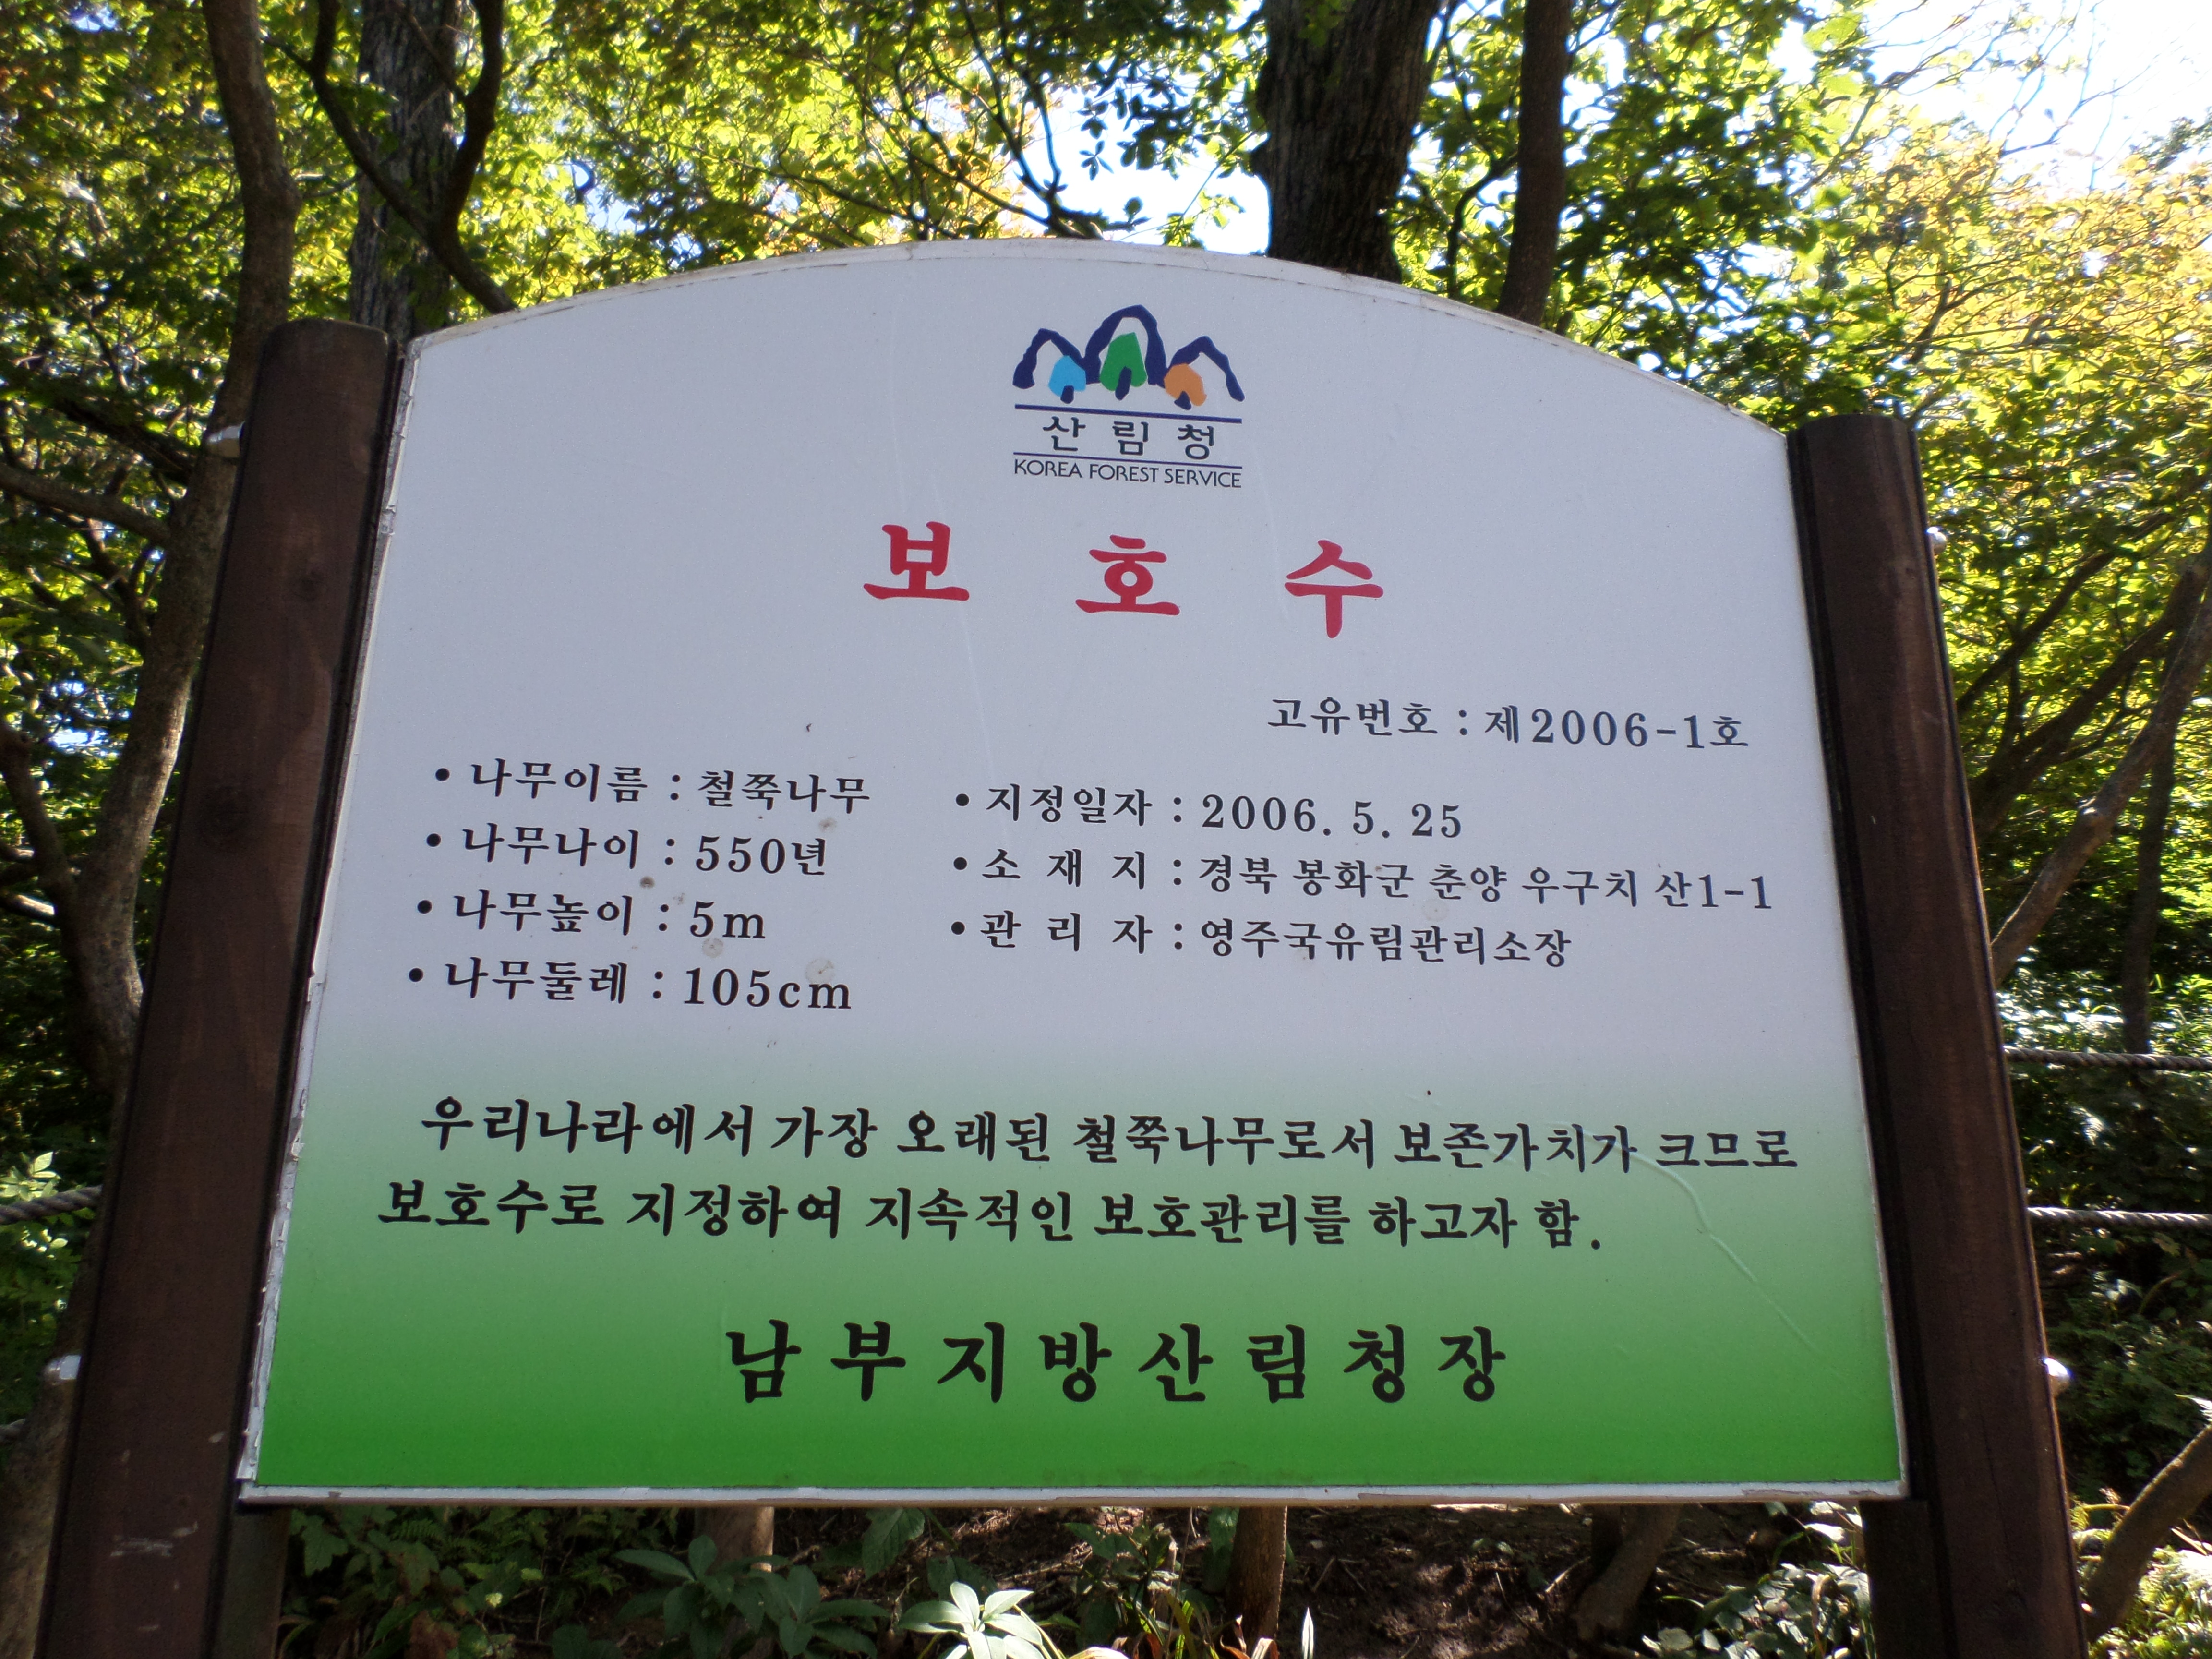 산림청
KOREA FOREST SERVICE
보 호 수
고유번호 : 제2006-1호
• 나무이름 : 철쭉나무
• 나무나이 : 550년
• 나무높이 : 5m
• 나무둘레 : 105cm
• 지정일자 : 2006. 5. 25
• 소 재 지 : 경북 봉화군 춘양 우구치 산1-1
• 관 리 자 : 영주국유림관리소장
우리나라에서 가장 오래된 철쭉나무로서 보존가치가 크므로
보호수로 지정하여 지속적인 보호관리를 하고자 함.
남부지방산림청장